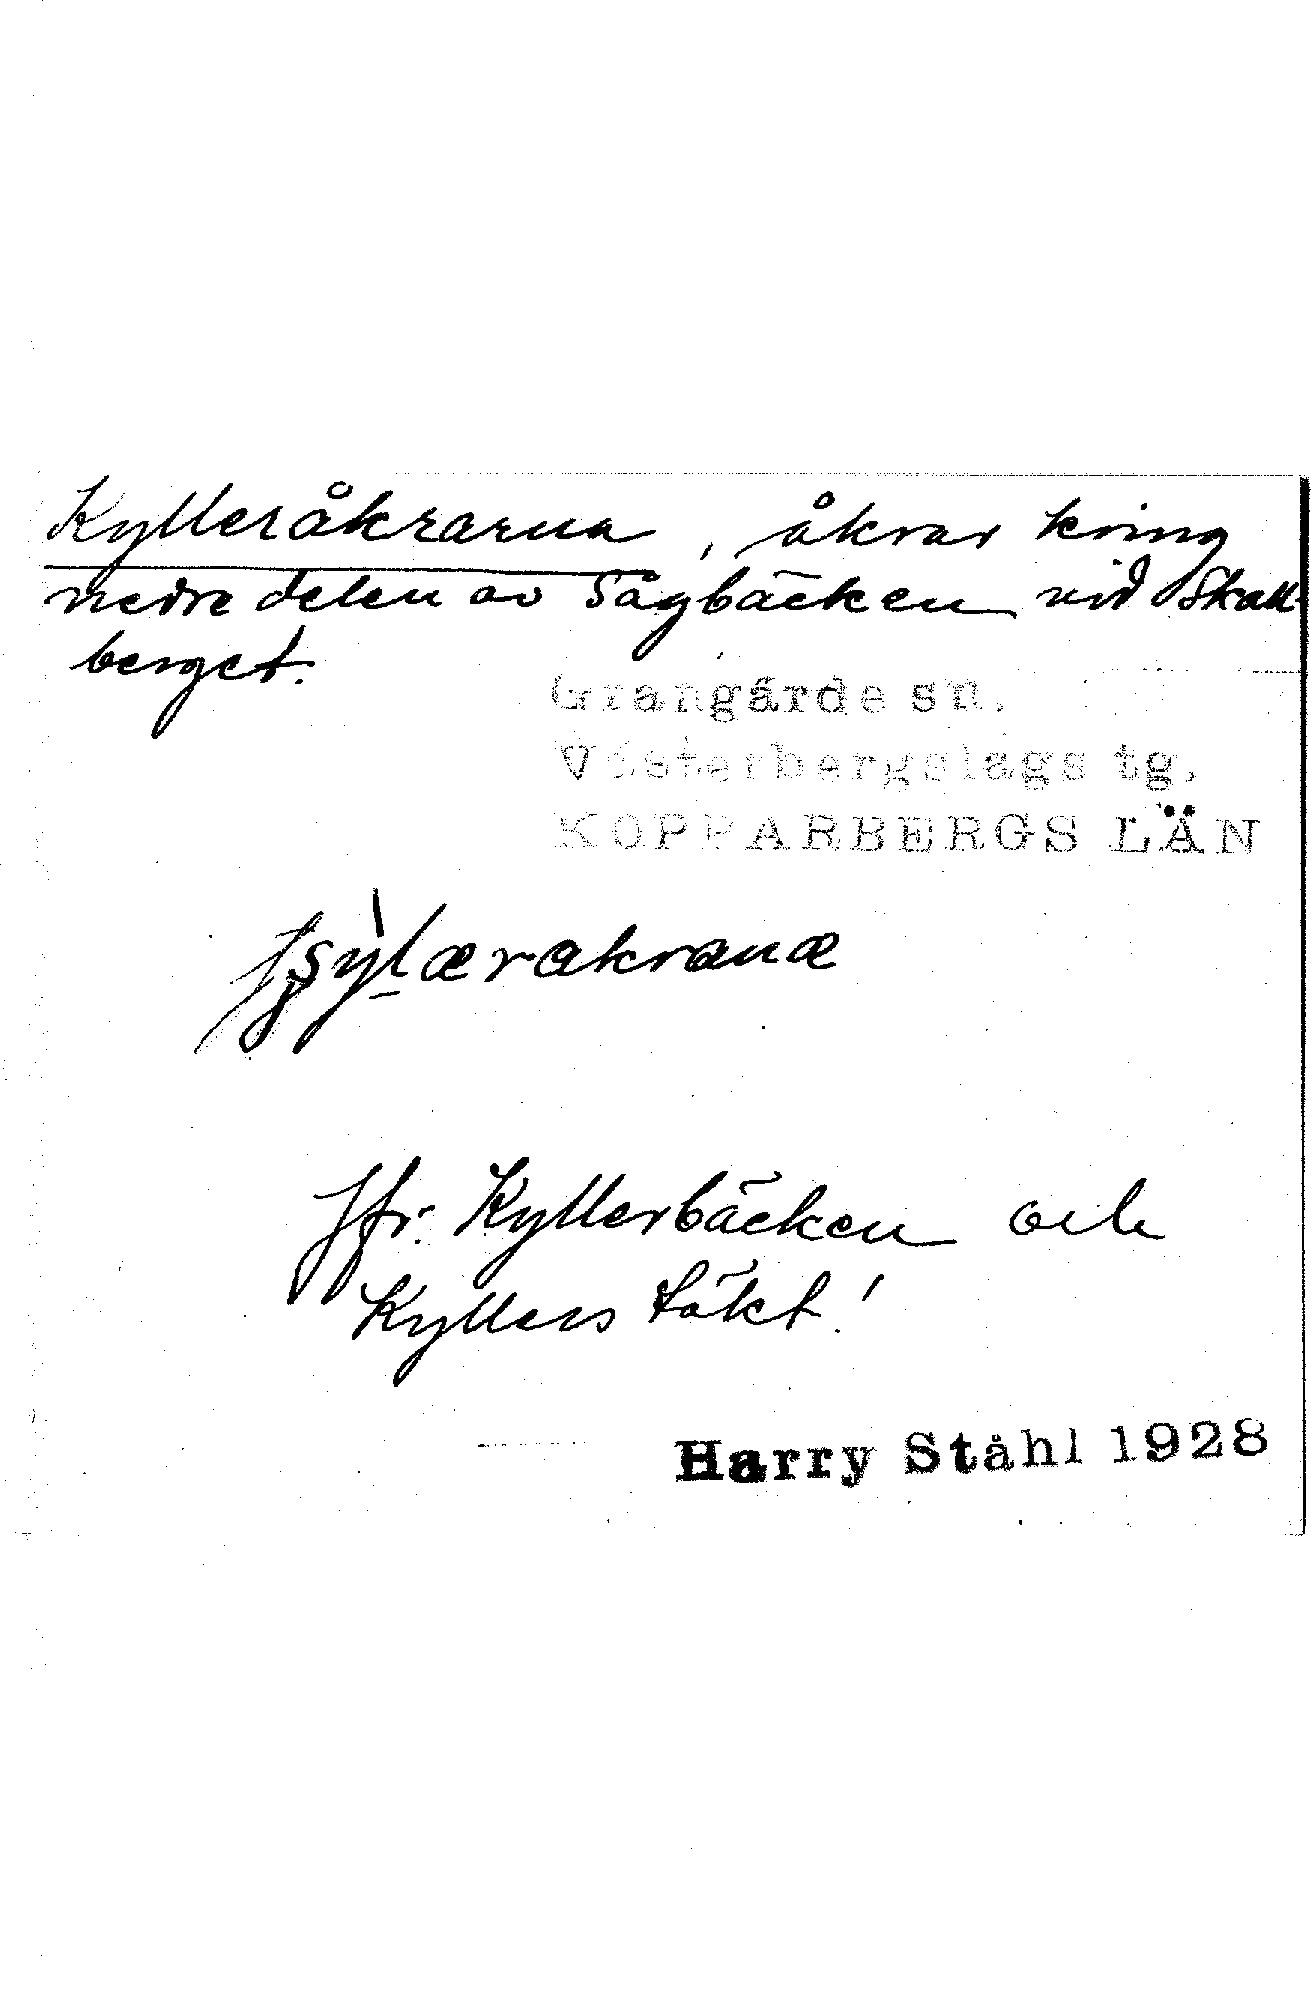 Kylleråkrarna, åkrar kring
nedre delen av Sågbäcken vid Skall-
berget.
Grangärde sn.
Västerbergslags tg.
KOPPARBERGS LÄN
Jfr. Kyllerbäcken och
Kyllers täkt!
Harry Ståhl 1928